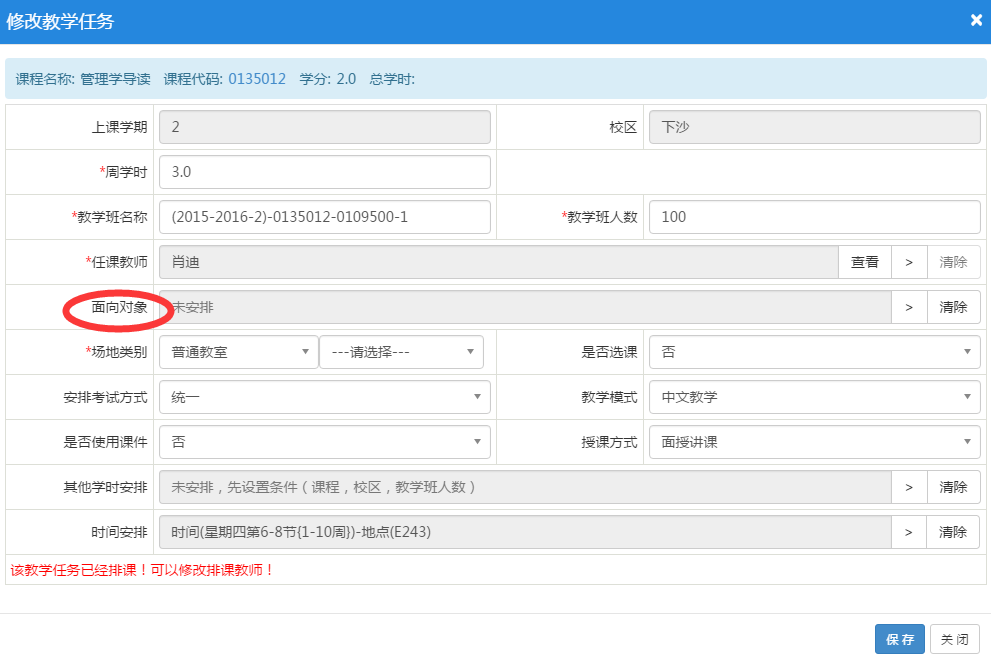 修改教学任务 ×
课程名称: 管理学导读 课程代码: 0135012 学分: 2.0 总学时:
上课学期 2 校区 下沙
*周学时 3.0
*教学班名称 (2015-2016-2)-0135012-0109500-1 *教学班人数 100
*任课教师 肖迪 查看 > 清除
面向对象 未安排 > 清除
*场地类别 普通教室 ---请选择--- 是否选课 否
安排考试方式 统一 教学模式 中文教学
是否使用课件 否 授课方式 面授讲课
其他学时安排 未安排，先设置条件（课程，校区，教学班人数） > 清除
时间安排 时间(星期四第6-8节{1-10周})-地点(E243) > 清除
该教学任务已经排课！可以修改排课教师！
保 存 关 闭